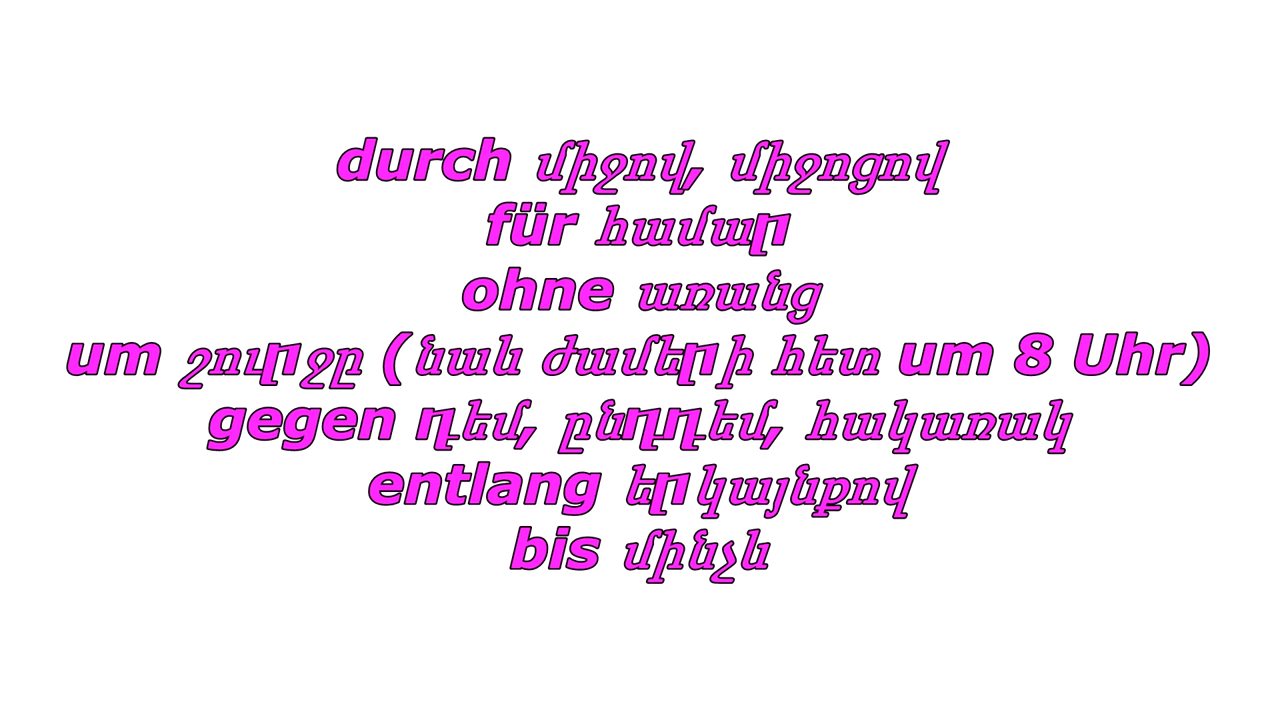 durch միջով, միջոցով
für համար
ohne առանց
um շուրջը (նաև ժամերի հետ um 8 Uhr)
gegen դեմ, ընդդեմ, հակառակ
entlang երկայնքով
bis մինչև